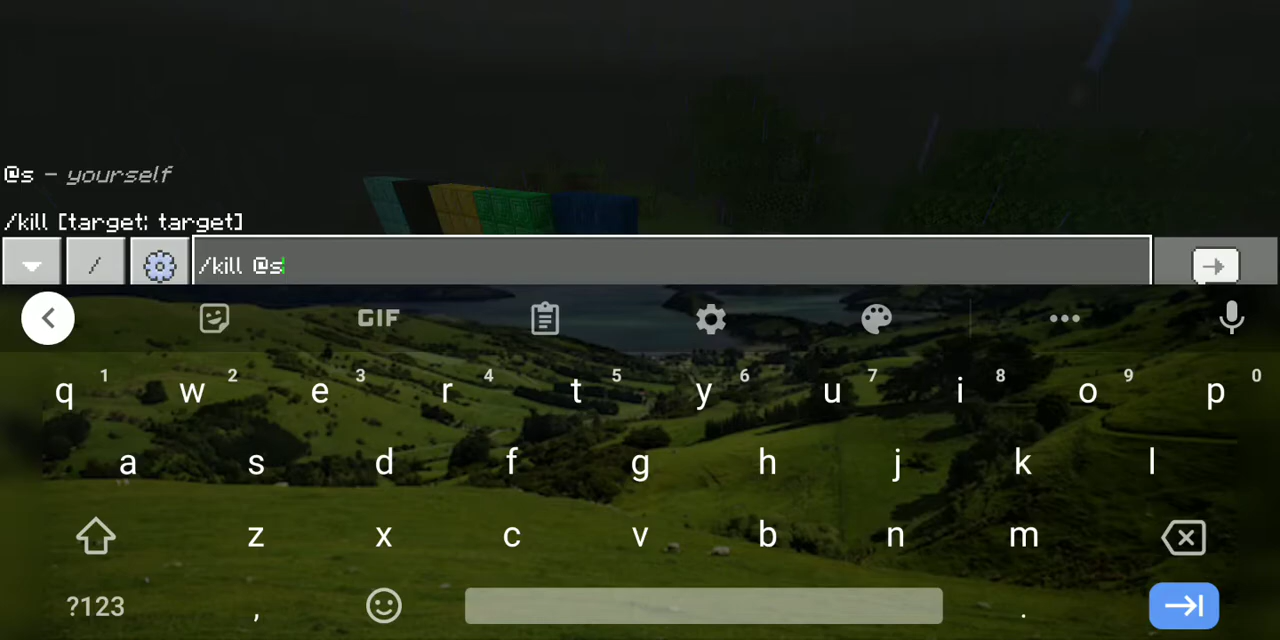 @s - yourself
/kill [target: target]
/
/kill @s
GIF
q 1 w 2 e 3 r 4 t 5 y 6 u 7 i 8 o 9 p 0
a s d f g h j k l
z x c v b n m
?123 , .